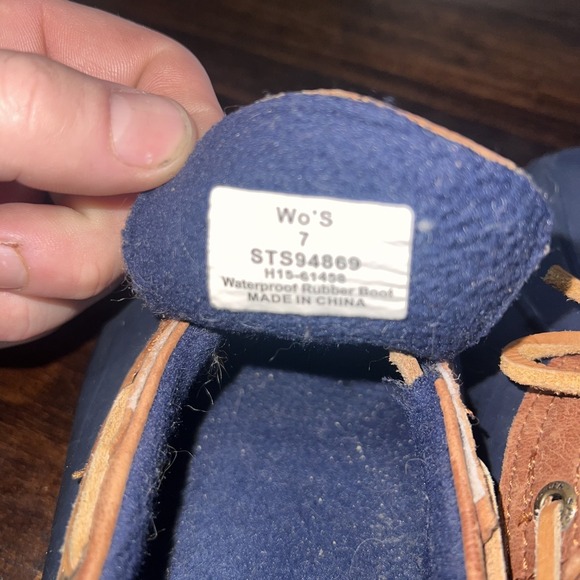 Wo'S
7
STS94869
H15-61458
Waterproof Rubber Boot
MADE IN CHINA